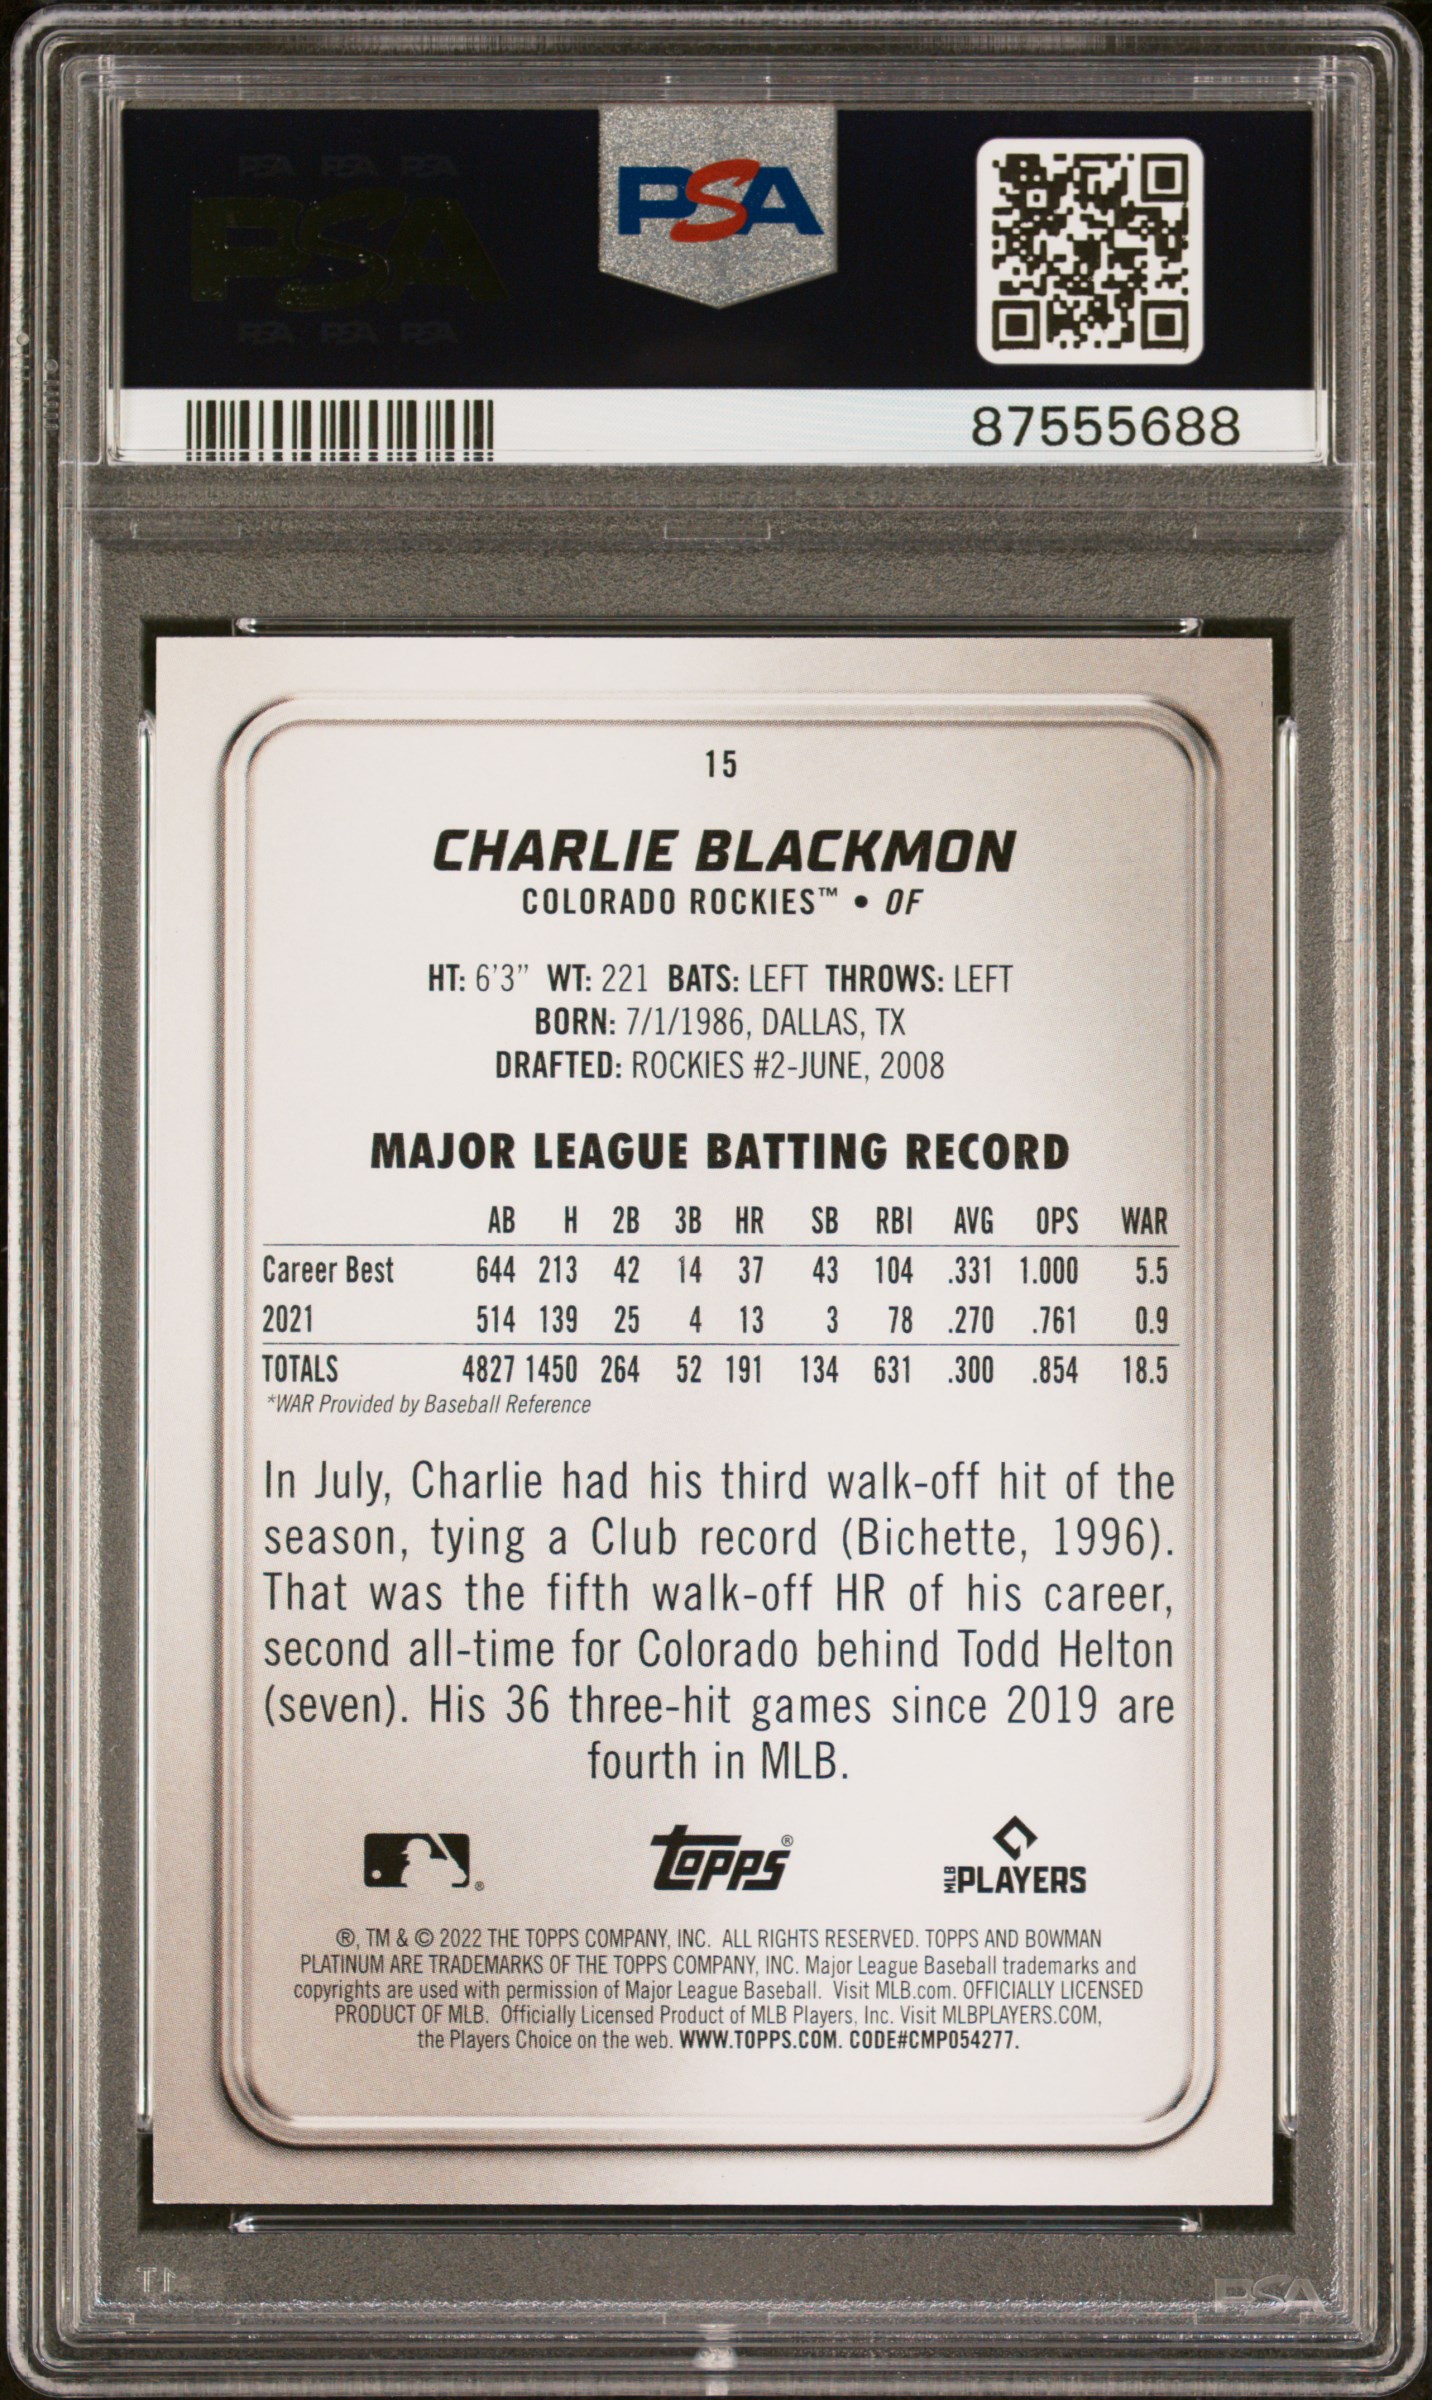 PSA PSA PSA
PSA
PSA PSA PSA
PSA
87555688
15
CHARLIE BLACKMON
COLORADO ROCKIES™ • OF
HT: 6'3” WT: 221 BATS: LEFT THROWS: LEFT
BORN: 7/1/1986, DALLAS, TX
DRAFTED: ROCKIES #2-JUNE, 2008
MAJOR LEAGUE BATTING RECORD
AB H 2B 3B HR SB RBI AVG OPS WAR
Career Best 644 213 42 14 37 43 104 .331 1.000 5.5
2021 514 139 25 4 13 3 78 .270 .761 0.9
TOTALS 4827 1450 264 52 191 134 631 .300 .854 18.5
*WAR Provided by Baseball Reference
In July, Charlie had his third walk-off hit of the
season, tying a Club record (Bichette, 1996).
That was the fifth walk-off HR of his career,
second all-time for Colorado behind Todd Helton
(seven). His 36 three-hit games since 2019 are
fourth in MLB.
®
Topps®
MLB PLAYERS
®, TM & © 2022 THE TOPPS COMPANY, INC. ALL RIGHTS RESERVED. TOPPS AND BOWMAN
PLATINUM ARE TRADEMARKS OF THE TOPPS COMPANY, INC. Major League Baseball trademarks and
copyrights are used with permission of Major League Baseball. Visit MLB.com. OFFICIALLY LICENSED
PRODUCT OF MLB. Officially Licensed Product of MLB Players, Inc. Visit MLBPLAYERS.COM,
the Players Choice on the web. WWW.TOPPS.COM. CODE#CMP054277.
PSA